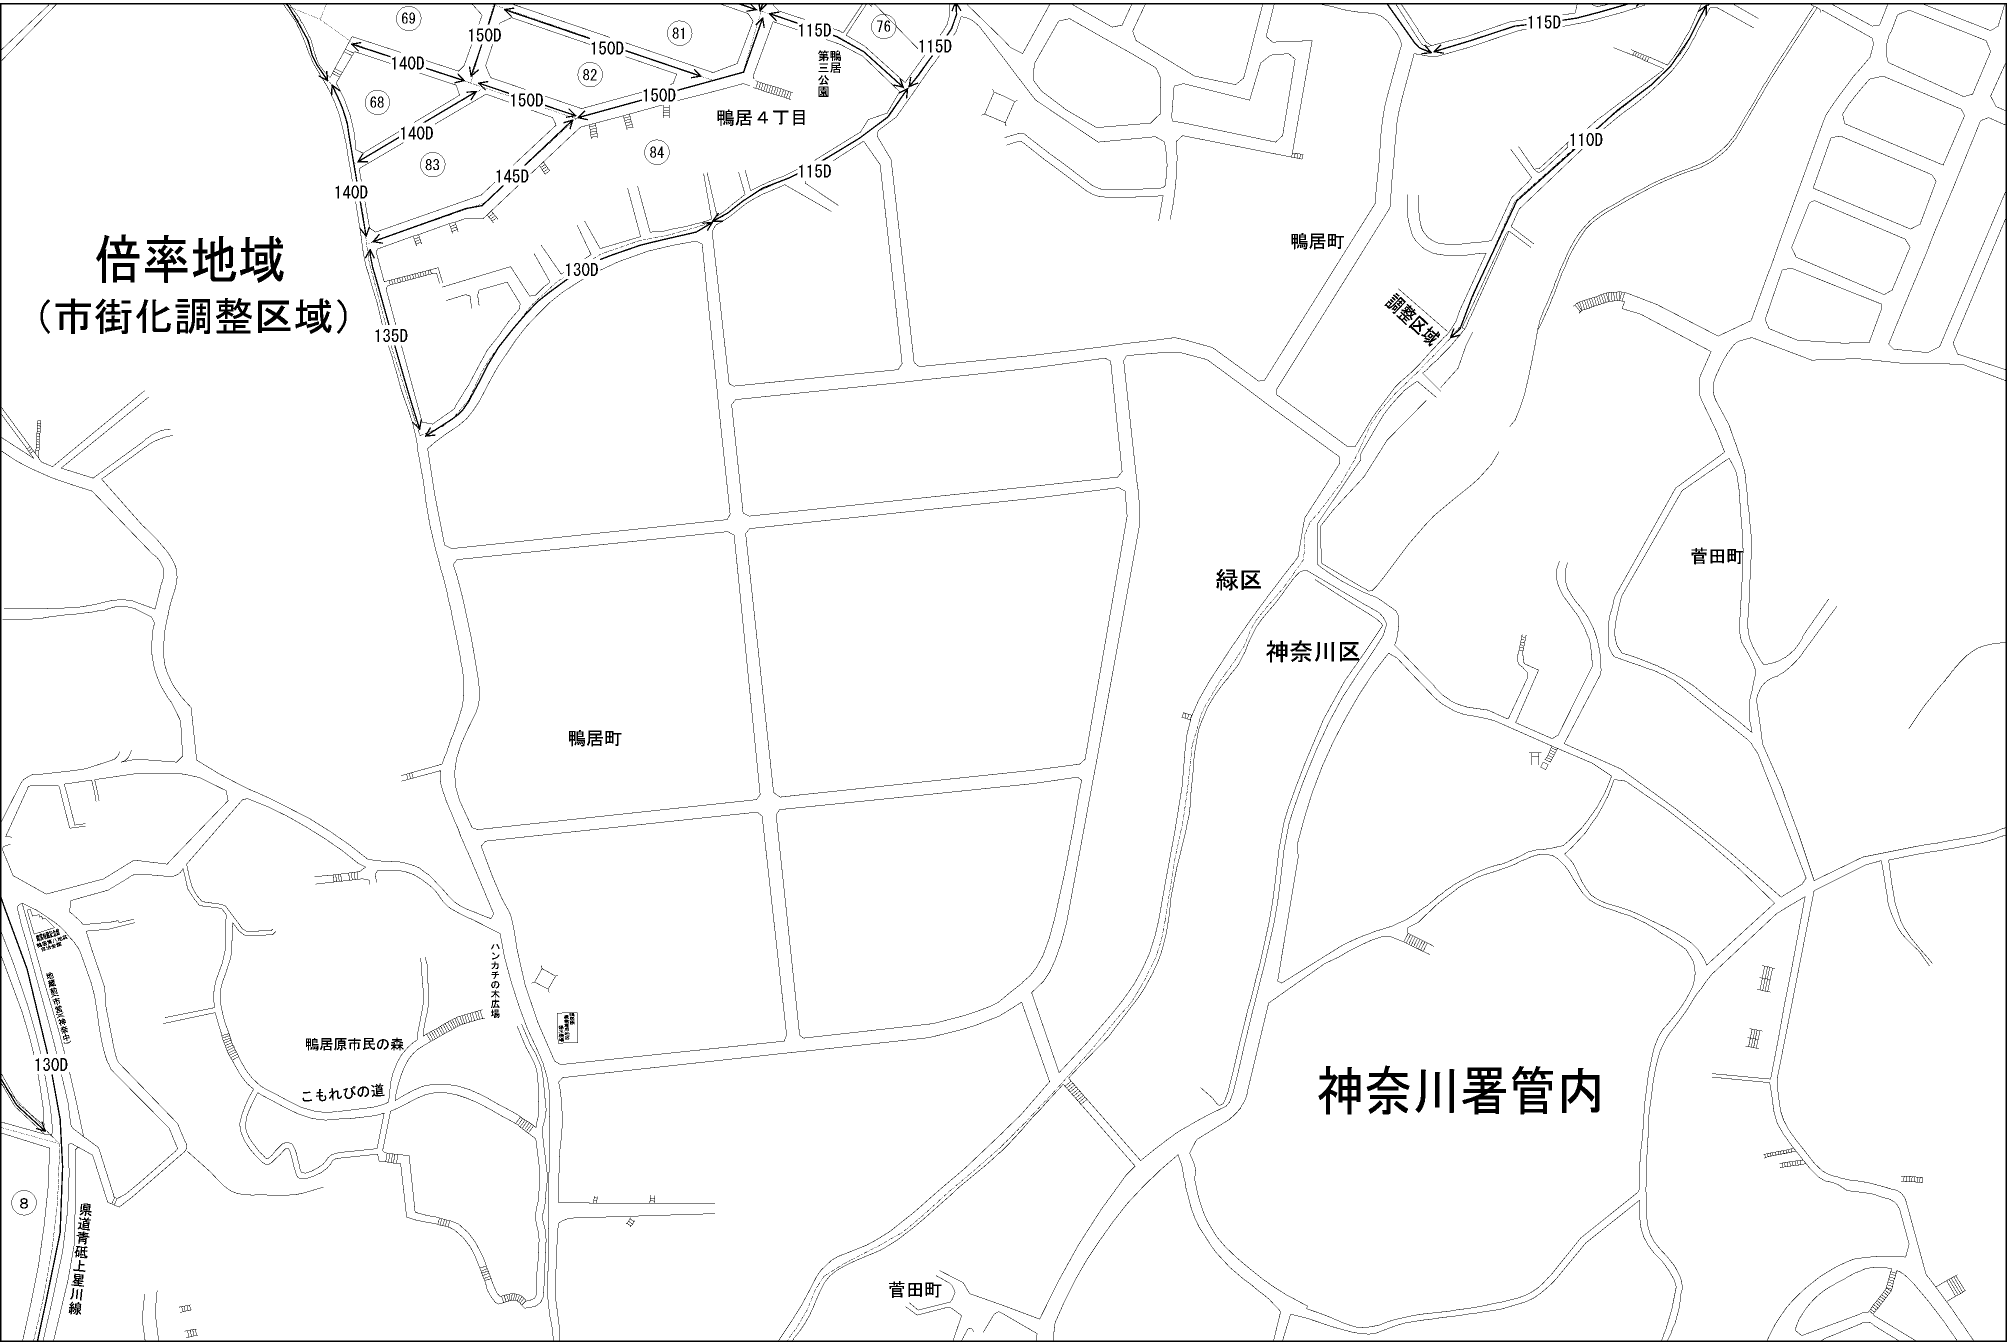 69
81
76
150D
150D
115D
115D
115D
140D
82
鴨居
第三公園
68
150D
150D
鴨居４丁目
140D
84
83
110D
115D
145D
140D
倍率地域
（市街化調整区域）
鴨居町
130D
調整区域
135D
菅田町
緑区
神奈川区
鴨居町
ハンカチの木広場
鴨居原市民の森
こもれびの道
130D
神奈川署管内
8
県道青砥上星川線
菅田町